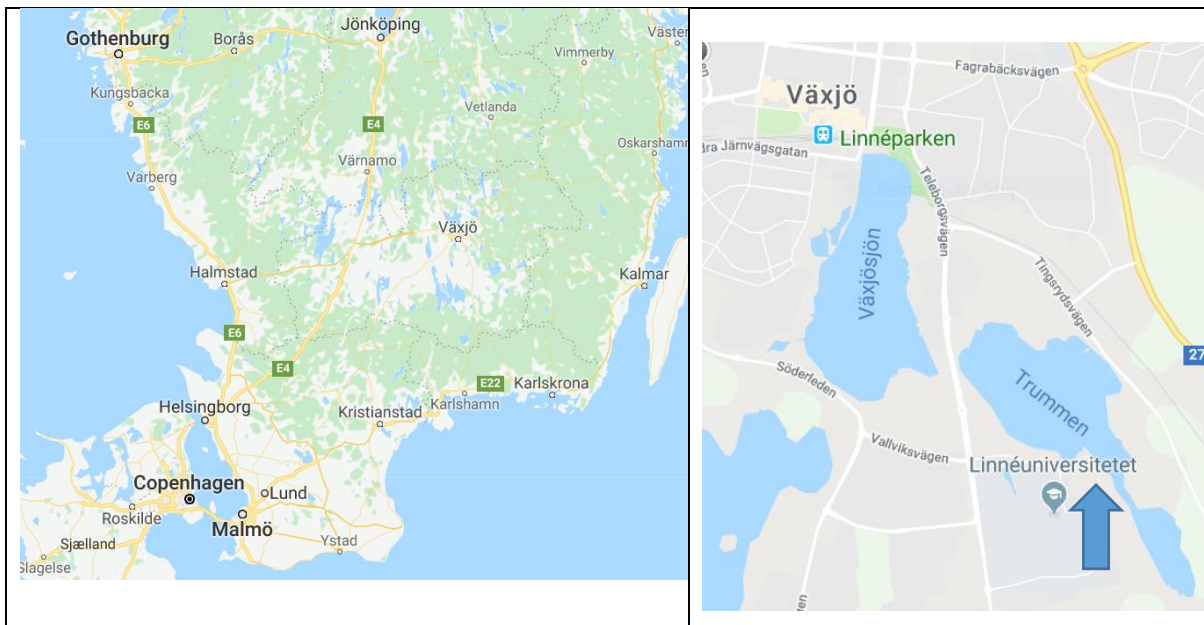 Jönköping
Gothenburg
Borås
Väster
Vimmerby
Kungsbacka
Vetlanda
E6
E4
Oskarshamn
Värnamo
Varberg
Växjö
Halmstad
Kalmar
E6
E4
E22
Karlskrona
Helsingborg
Karlshamn
Kristianstad
Copenhagen
Lund
Roskilde
Malmö
Sjælland
Ystad
Slagelse
Fagrabäcksvägen
Växjö
Linnéparken
dra Järnvägsgatan
Teleborgsvägen
Växjösjön
Tingsrydsvägen
27
Söderleden
Trummen
Vallviksvägen
Linnéuniversitetet